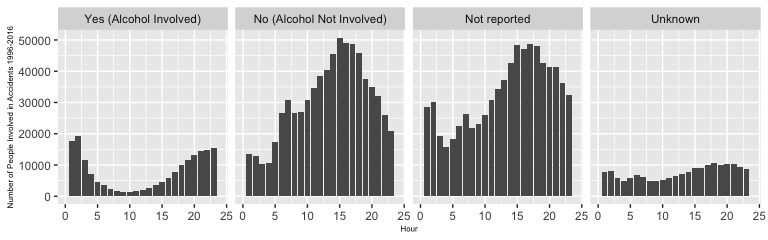 Yes (Alcohol Involved)
No (Alcohol Not Involved)
Not reported
Unknown
Number of People Involved in Accidents 1996-2016
50000
40000
30000
20000
10000
0
0 5 10 15 20 25
0 5 10 15 20 25
0 5 10 15 20 25
0 5 10 15 20 25
Hour